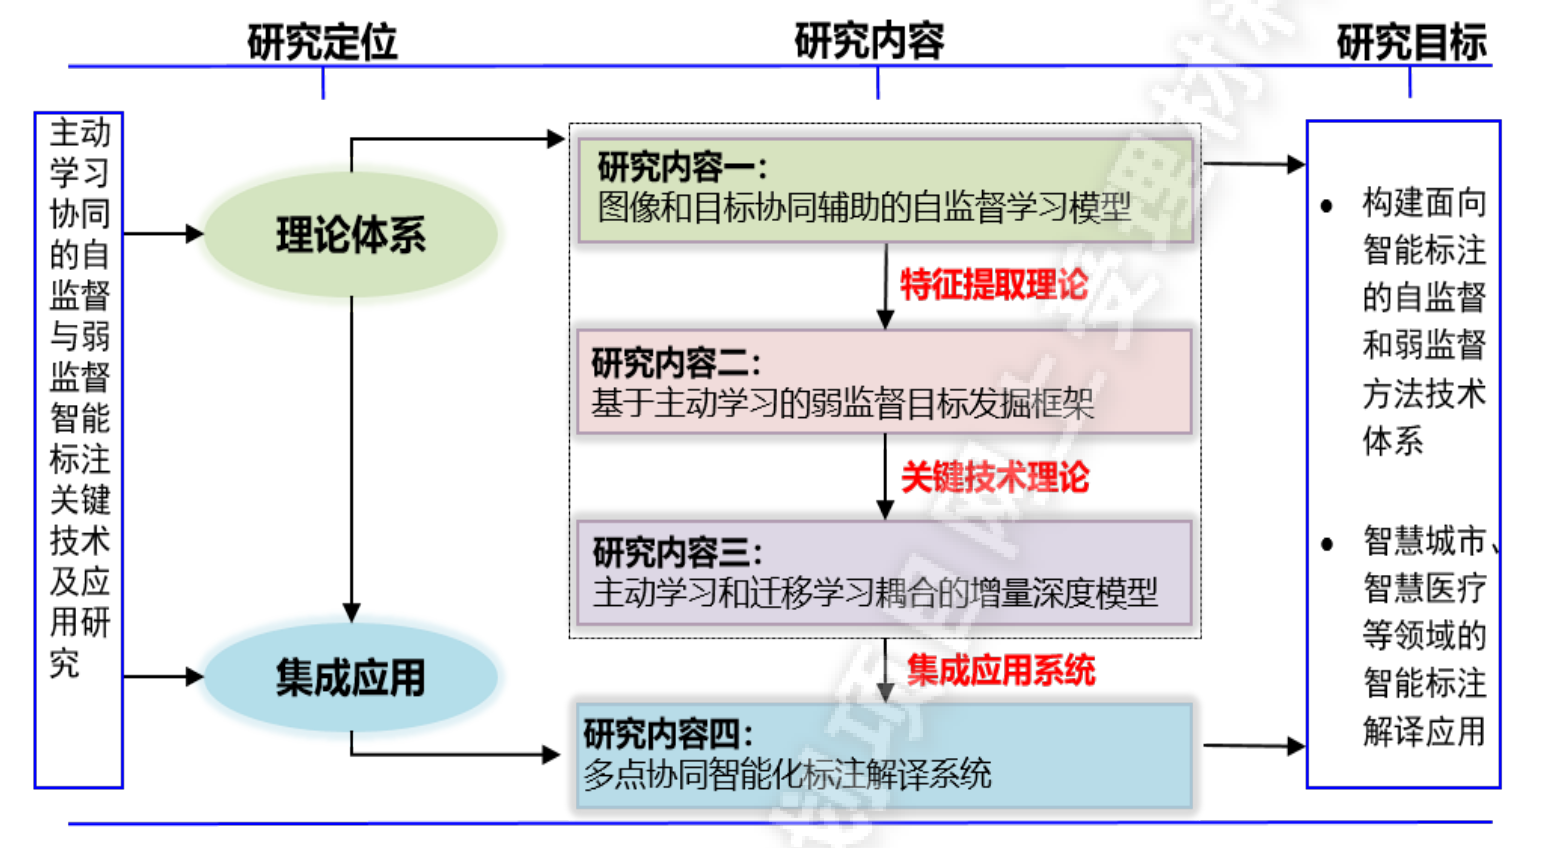 研究定位
研究内容
研究目标
主动
学习
协同
的自
监督
与弱
监督
智能
标注
关键
技术
及应
用研
究
理论体系
集成应用
研究内容一：
图像和目标协同辅助的自监督学习模型
特征提取理论
研究内容二：
基于主动学习的弱监督目标发掘框架
关键技术理论
研究内容三：
主动学习和迁移学习耦合的增量深度模型
集成应用系统
研究内容四：
多点协同智能化标注解译系统
• 构建面向
智能标注
的自监督
和弱监督
方法技术
体系
• 智慧城市、
智慧医疗
等领域的
智能标注
解译应用
项目网上受理材料